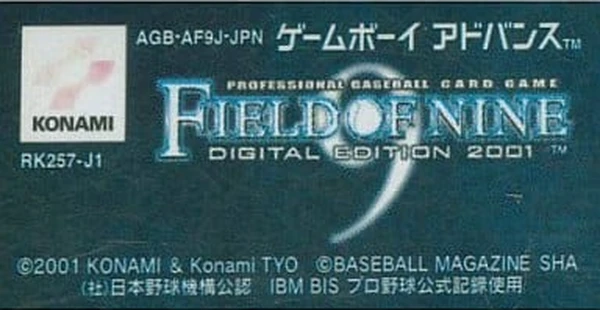 AGB-AF9J-JPN ゲームボーイ アドバンス™
KONAMI
PROFESSIONAL BASEBALL CARD GAME
FIELD OF NINE
9
DIGITAL EDITION 2001 ™
RK257-J1
©2001 KONAMI & Konami TYO ©BASEBALL MAGAZINE SHA
(社)日本野球機構公認 IBM BIS プロ野球公式記録使用